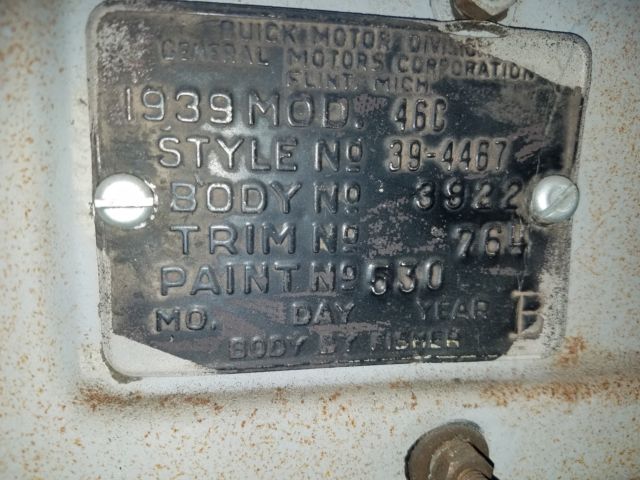 BUICK MOTOR DIVISION
GENERAL MOTORS CORPORATION
FLINT MICH.
1939 MOD. 46C
STYLE Nº 39-4467
BODY Nº 3922
TRIM Nº
PAINT Nº 530
MO. DAY YEAR B
BODY BY FISHER